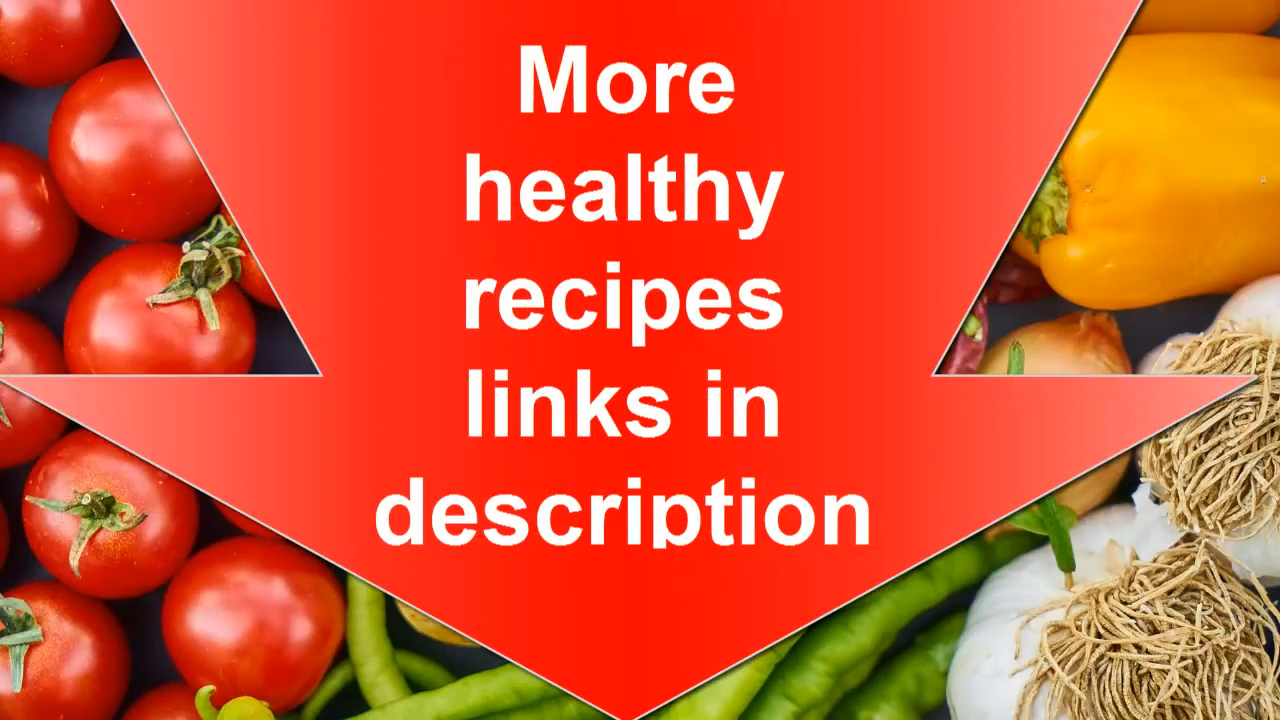 More
healthy
recipes
links in
description